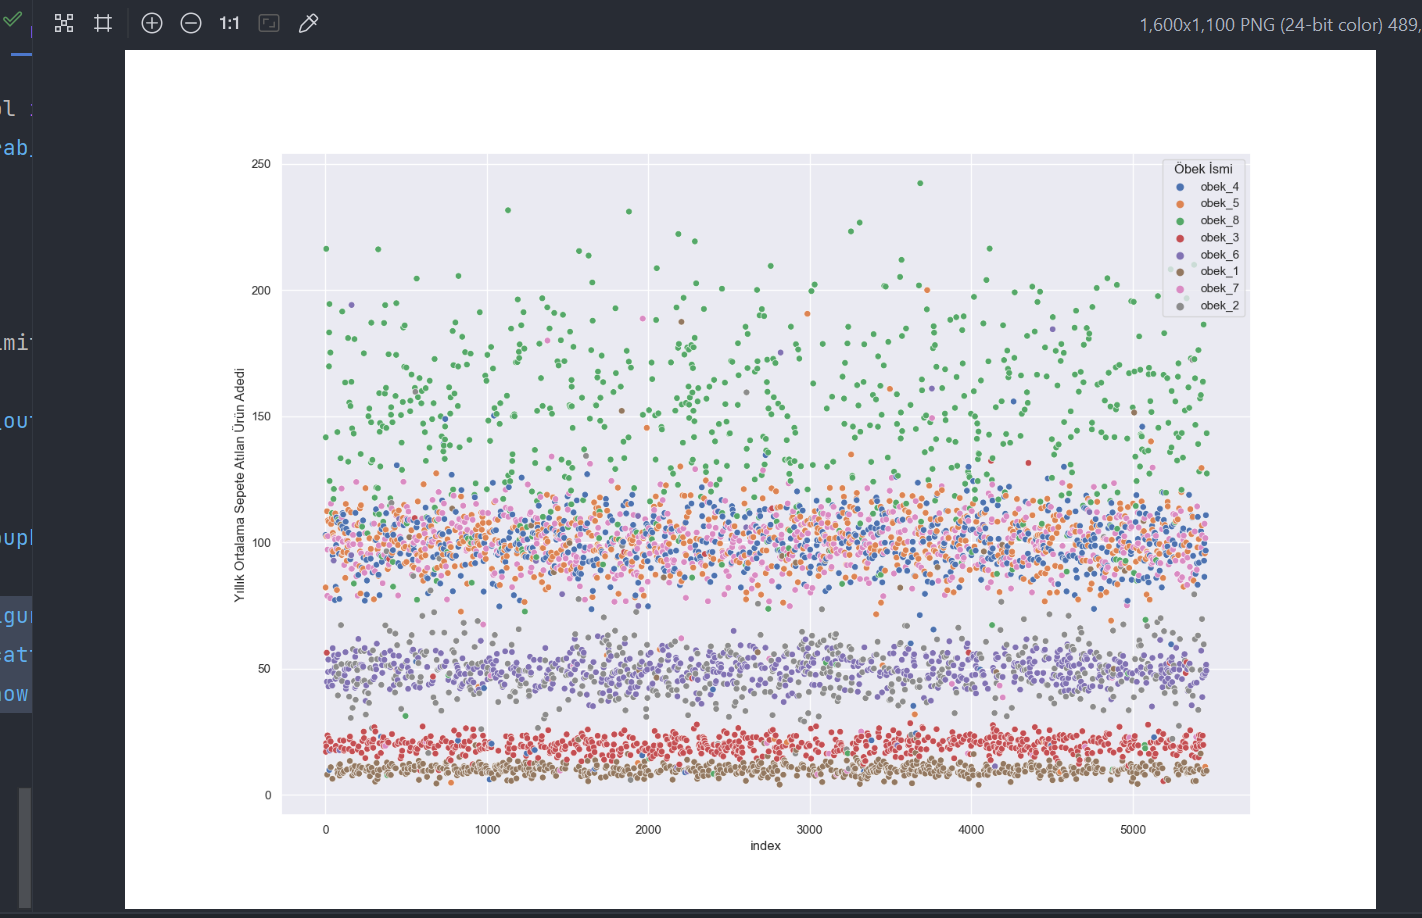 1:1
1,600x1,100 PNG (24-bit color) 489,
Öbek İsmi
obek_4
obek_5
obek_8
obek_3
obek_6
obek_1
obek_7
obek_2
Yıllık Ortalama Sepete Atılan Ürün Adedi
250
200
150
100
50
0
0
1000
2000
3000
4000
5000
index